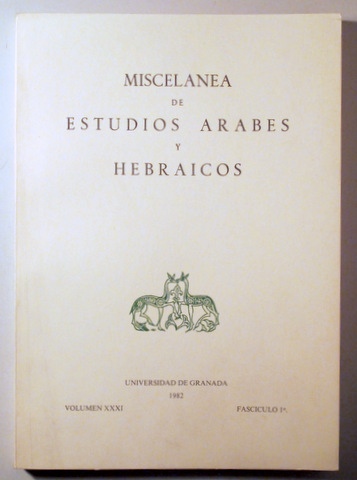 MISCELANEA
DE
ESTUDIOS ARABES
Y
HEBRAICOS
UNIVERSIDAD DE GRANADA
1982
VOLUMEN XXXI FASCICULO 1º.